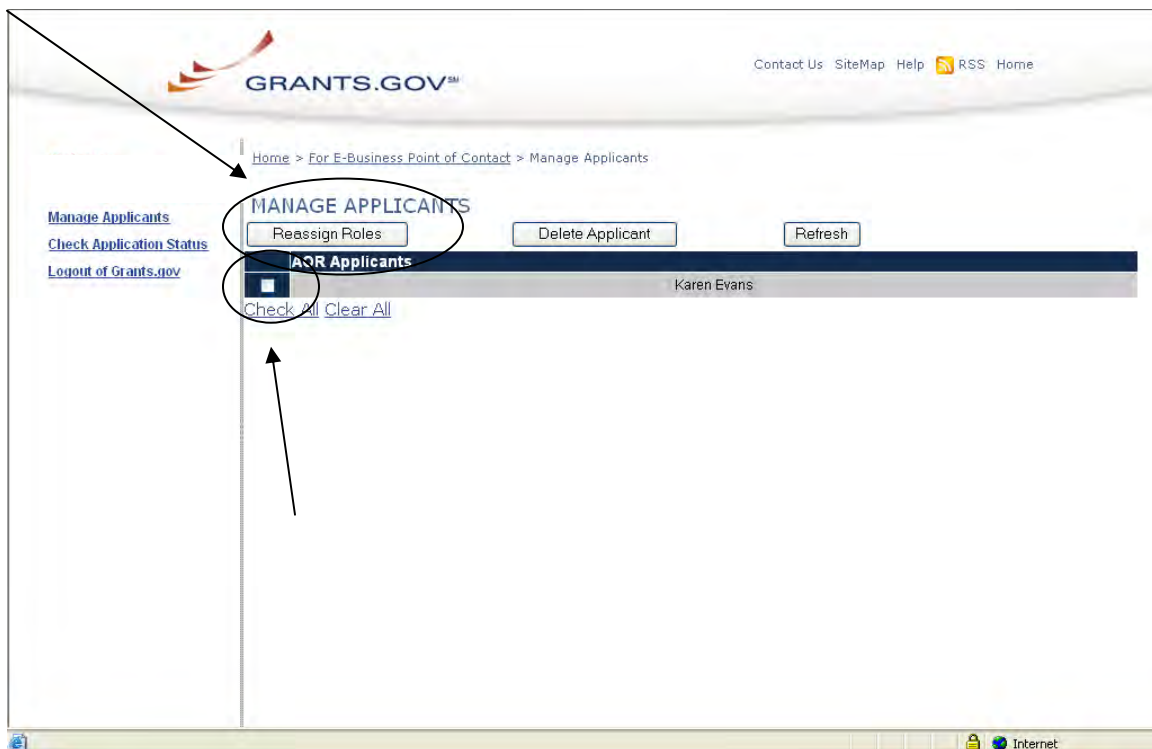 GRANTS.GOV℠
Contact Us SiteMap Help RSS Home
Home > For E-Business Point of Contact > Manage Applicants
Manage Applicants
Check Application Status
Logout of Grants.gov
MANAGE APPLICANTS
Reassign Roles Delete Applicant Refresh
AOR Applicants
Karen Evans
Check All Clear All
Internet